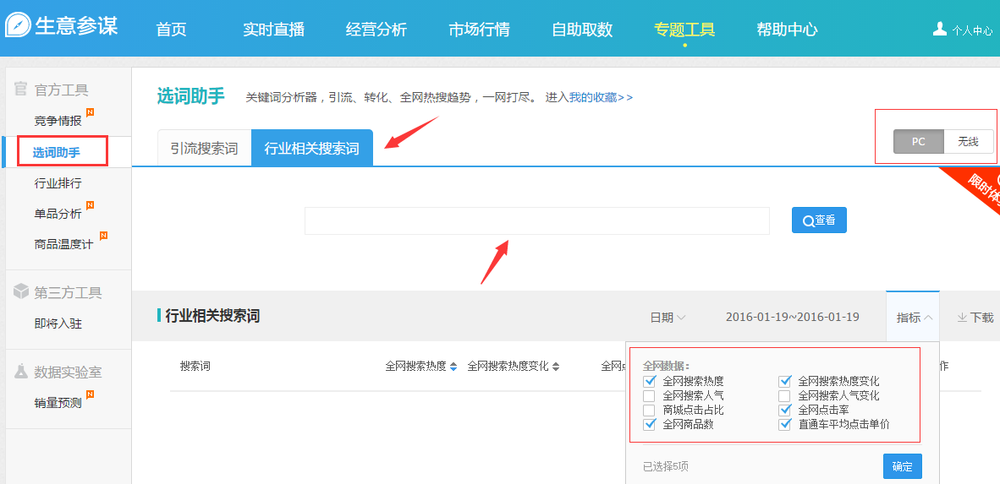 生意参谋 首页 实时直播 经营分析 市场行情 自助取数 专题工具 帮助中心 个人中心
官方工具
竞争情报 N
选词助手
行业排行
单品分析 N
商品温度计 N
第三方工具
即将入驻
数据实验室
销量预测 N
选词助手 关键词分析器，引流、转化、全网热搜趋势，一网打尽。 进入我的收藏>>
引流搜索词 行业相关搜索词 PC 无线
限时体
查看
行业相关搜索词 日期 2016-01-19~2016-01-19 指标 下载
搜索词 全网搜索热度 全网搜索热度变化 全网点 作
全网数据：
全网搜索热度 全网搜索热度变化
全网搜索人气 全网搜索人气变化
商城点击占比 全网点击率
全网商品数 直通车平均点击单价
已选择5项 确定